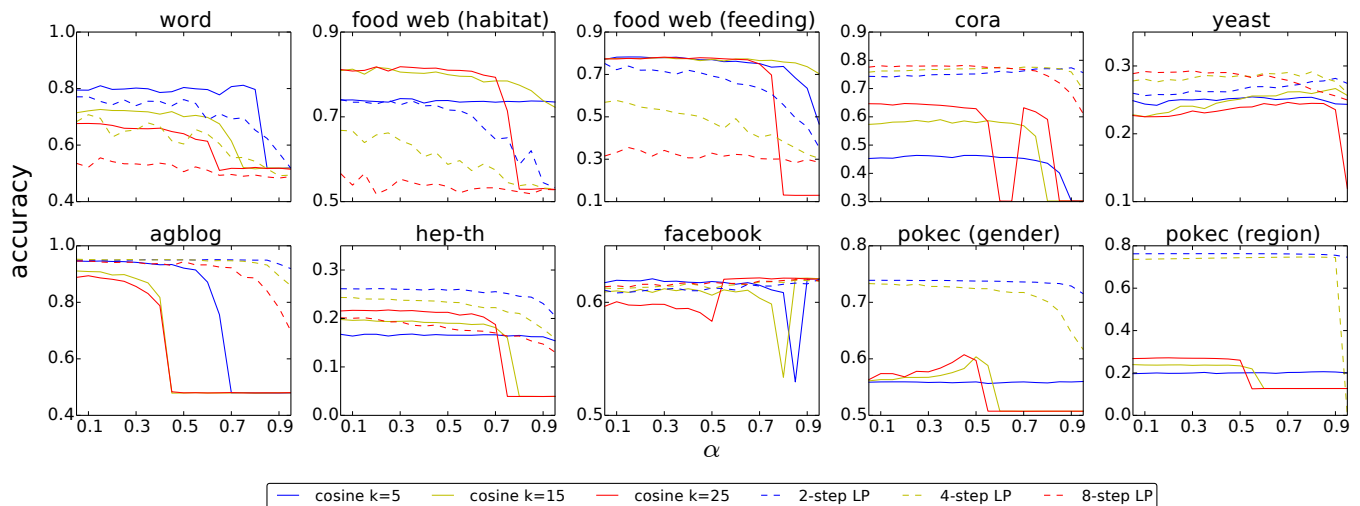 word
food web (habitat)
food web (feeding)
cora
yeast
1.0
0.8
0.6
0.4
0.9
0.7
0.5
0.9
0.7
0.5
0.3
0.1
0.9
0.8
0.7
0.6
0.5
0.4
0.3
0.3
0.2
0.1
accuracy
agblog
hep-th
facebook
pokec (gender)
pokec (region)
1.0
0.8
0.6
0.4
0.3
0.2
0.1
0.0
0.6
0.5
0.8
0.7
0.6
0.5
0.8
0.6
0.4
0.2
0.0
0.1 0.3 0.5 0.7 0.9
0.1 0.3 0.5 0.7 0.9
0.1 0.3 0.5 0.7 0.9
0.1 0.3 0.5 0.7 0.9
0.1 0.3 0.5 0.7 0.9
α
cosine k=5 cosine k=15 cosine k=25 2-step LP 4-step LP 8-step LP